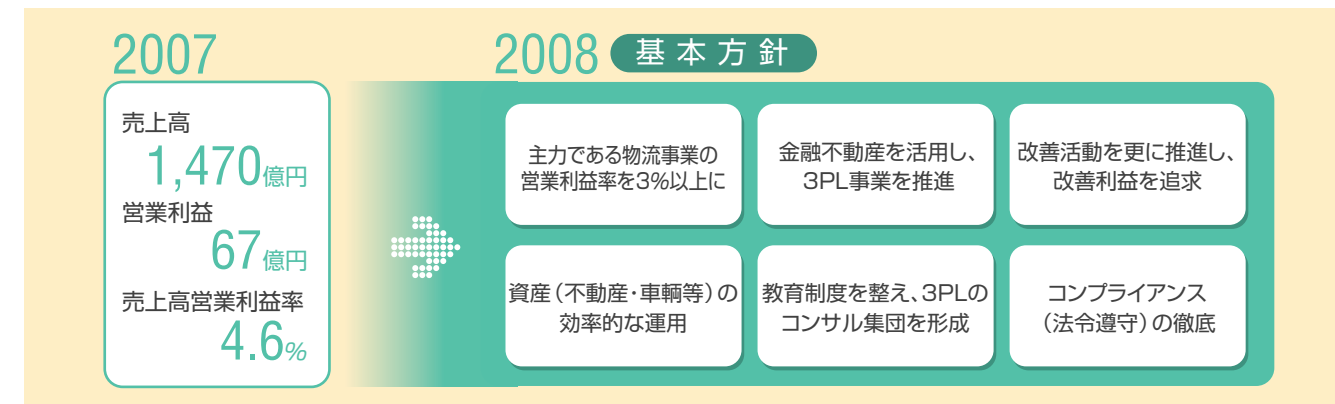 2007
売上高
1,470億円
営業利益
67億円
売上高営業利益率
4.6%
2008 基本方針
主力である物流事業の
営業利益率を3%以上に
金融不動産を活用し、
3PL事業を推進
改善活動を更に推進し、
改善利益を追求
資産(不動産・車輌等)の
効率的な運用
教育制度を整え、3PLの
コンサル集団を形成
コンプライアンス
(法令遵守)の徹底